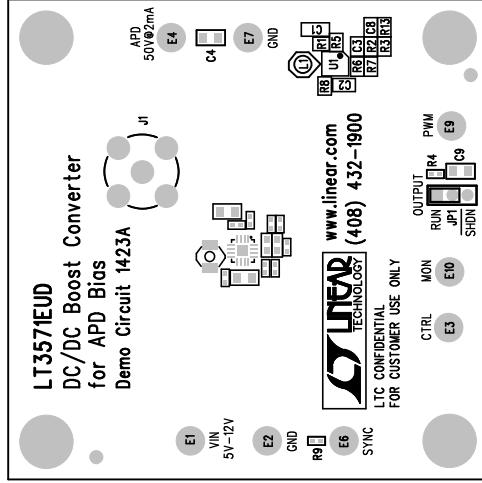 LT3571EUD
DC/DC Boost Converter
for APD Bias
Demo Circuit 1423A
J1
APD
50V@2mA
E4
C4
E7
GND
E1
VIN
5V-12V
E2
GND
R9
E6
SYNC
LINEAR
TECHNOLOGY
LTC CONFIDENTIAL
FOR CUSTOMER USE ONLY
www.linear.com
(408) 432-1900
C1
R1
R5
L1
U1
C3
C8
R6
R2
R13
R7
R3
R8
C2
CTRL
E3
MON
E10
OUTPUT
RUN
JP1
SHDN
R4
C9
PWM
E9